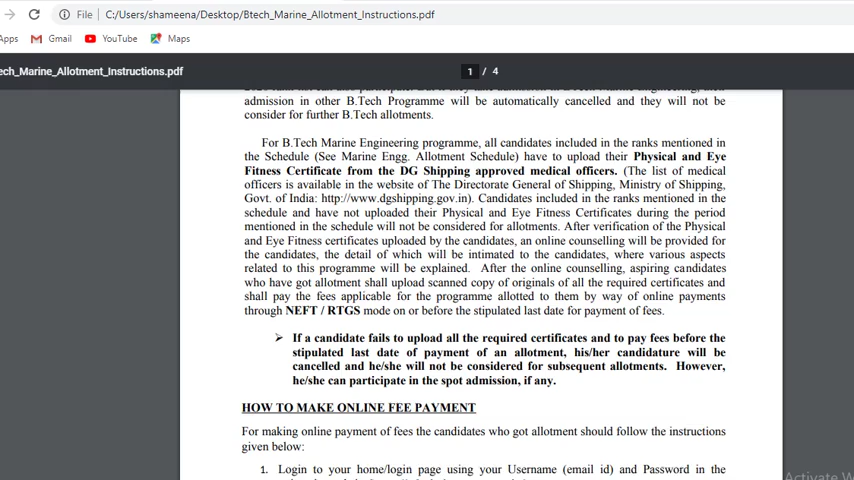 File
C:/Users/shameena/Desktop/Btech_Marine_Allotment_Instructions.pdf
Apps Gmail YouTube Maps
ech_Marine_Allotment_Instructions.pdf
1 / 4
admission in other B.Tech Programme will be automatically cancelled and they will not be
consider for further B.Tech allotments.
For B.Tech Marine Engineering programme, all candidates included in the ranks mentioned in
the Schedule (See Marine Engg. Allotment Schedule) have to upload their Physical and Eye
Fitness Certificate from the DG Shipping approved medical officers. (The list of medical
officers is available in the website of The Directorate General of Shipping, Ministry of Shipping,
Govt. of India: http://www.dgshipping.gov.in). Candidates included in the ranks mentioned in the
schedule and have not uploaded their Physical and Eye Fitness Certificates during the period
mentioned in the schedule will not be considered for allotments. After verification of the Physical
and Eye Fitness certificates uploaded by the candidates, an online counselling will be provided for
the candidates, the detail of which will be intimated to the candidates, where various aspects
related to this programme will be explained. After the online counselling, aspiring candidates
who have got allotment shall upload scanned copy of originals of all the required certificates and
shall pay the fees applicable for the programme allotted to them by way of online payments
through NEFT / RTGS mode on or before the stipulated last date for payment of fees.
➢ If a candidate fails to upload all the required certificates and to pay fees before the
stipulated last date of payment of an allotment, his/her candidature will be
cancelled and he/she will not be considered for subsequent allotments. However,
he/she can participate in the spot admission, if any.
HOW TO MAKE ONLINE FEE PAYMENT
For making online payment of fees the candidates who got allotment should follow the instructions
given below:
1. Login to your home/login page using your Username (email id) and Password in the
Activate W